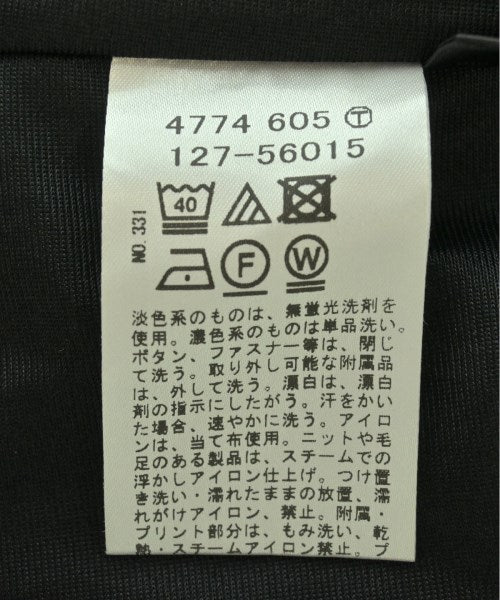 4774 605 Ⓣ
127-56015
NO.331
40
F W
淡色系のものは、無蛍光洗剤を
使用。濃色系のものは単品洗い。
ボタン、ファスナー等は、閉じ
て洗う。取り外し可能な附属品
は、外して洗う。漂白は、漂白
剤の指示にしたがう。汗をかい
た場合、速やかに洗う。アイロ
ンは、当て布使用。ニットや毛
足のある製品は、スチームでの
浮かしアイロン仕上げ。つけ置
き洗い・濡れたままの放置、濡
れがけアイロン、禁止。附属・
プリント部分は、もみ洗い、乾
熱・スチームアイロン禁止。プ